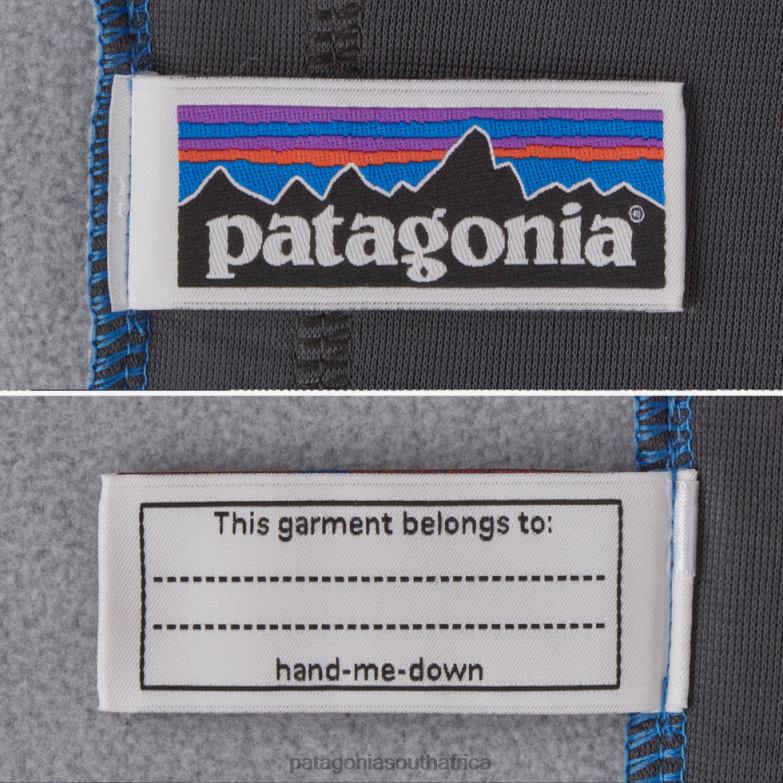 patagonia®
This garment belongs to:
hand-me-down
patagoniasouthafrica